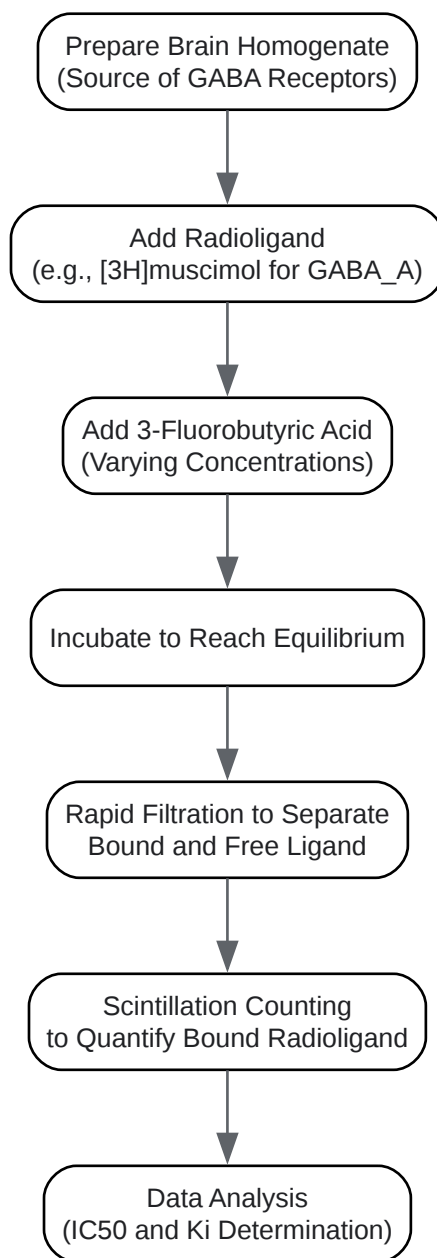 Prepare Brain Homogenate
(Source of GABA Receptors)
Add Radioligand
(e.g., [3H]muscimol for GABA_A)
Add 3-Fluorobutyric Acid
(Varying Concentrations)
Incubate to Reach Equilibrium
Rapid Filtration to Separate
Bound and Free Ligand
Scintillation Counting
to Quantify Bound Radioligand
Data Analysis
(IC50 and Ki Determination)